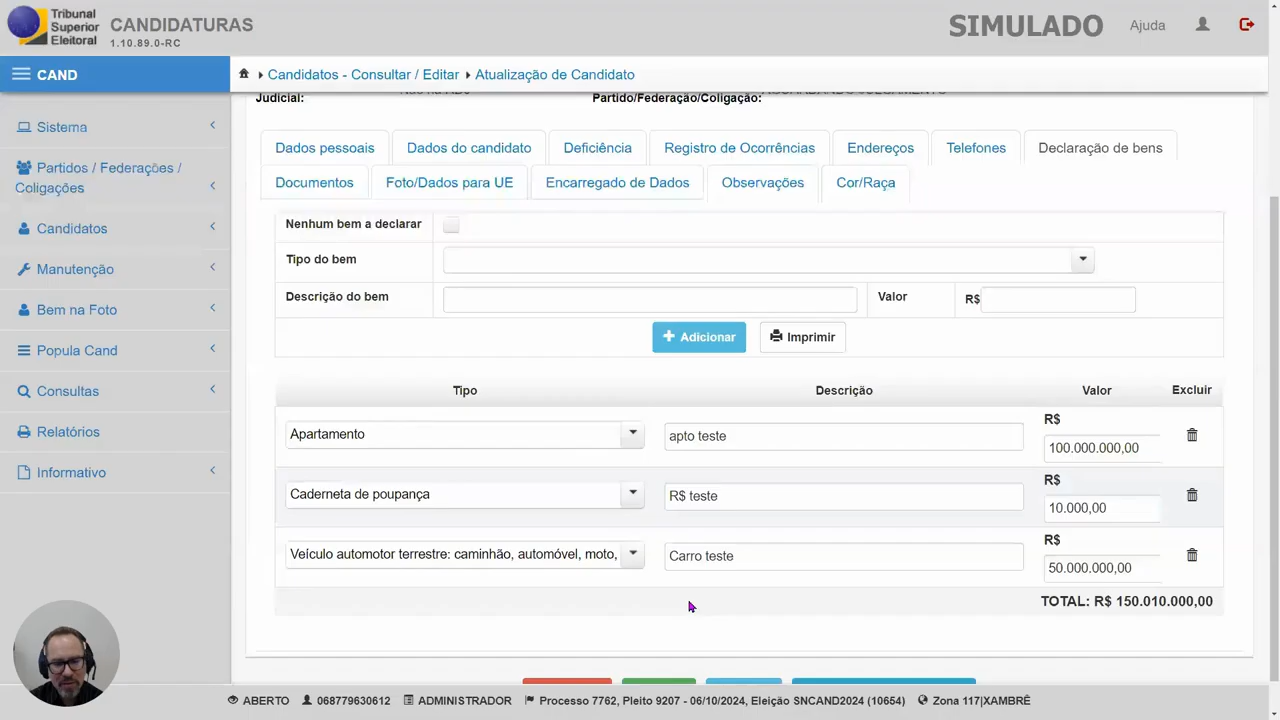 Tribunal
Superior
Eleitoral
CANDIDATURAS
1.10.89.0-RC
SIMULADO
Ajuda
CAND
Candidatos - Consultar / Editar
Atualização de Candidato
Judicial:
Partido/Federação/Coligação:
Sistema
Partidos / Federações /
Coligações
Candidatos
Manutenção
Bem na Foto
Popula Cand
Consultas
Relatórios
Informativo
Dados pessoais
Dados do candidato
Deficiência
Registro de Ocorrências
Endereços
Telefones
Declaração de bens
Documentos
Foto/Dados para UE
Encarregado de Dados
Observações
Cor/Raça
Nenhum bem a declarar
Tipo do bem
Descrição do bem
Valor
R$
Adicionar
Imprimir
Tipo
Descrição
Valor
Excluir
Apartamento
apto teste
R$
100.000.000,00
Caderneta de poupança
R$ teste
R$
10.000,00
Veículo automotor terrestre: caminhão, automóvel, moto,
Carro teste
R$
50.000.000,00
TOTAL: R$ 150.010.000,00
ABERTO
068779630612
ADMINISTRADOR
Processo 7762, Pleito 9207 - 06/10/2024, Eleição SNCAND2024 (10654)
Zona 117|XAMBRÊ